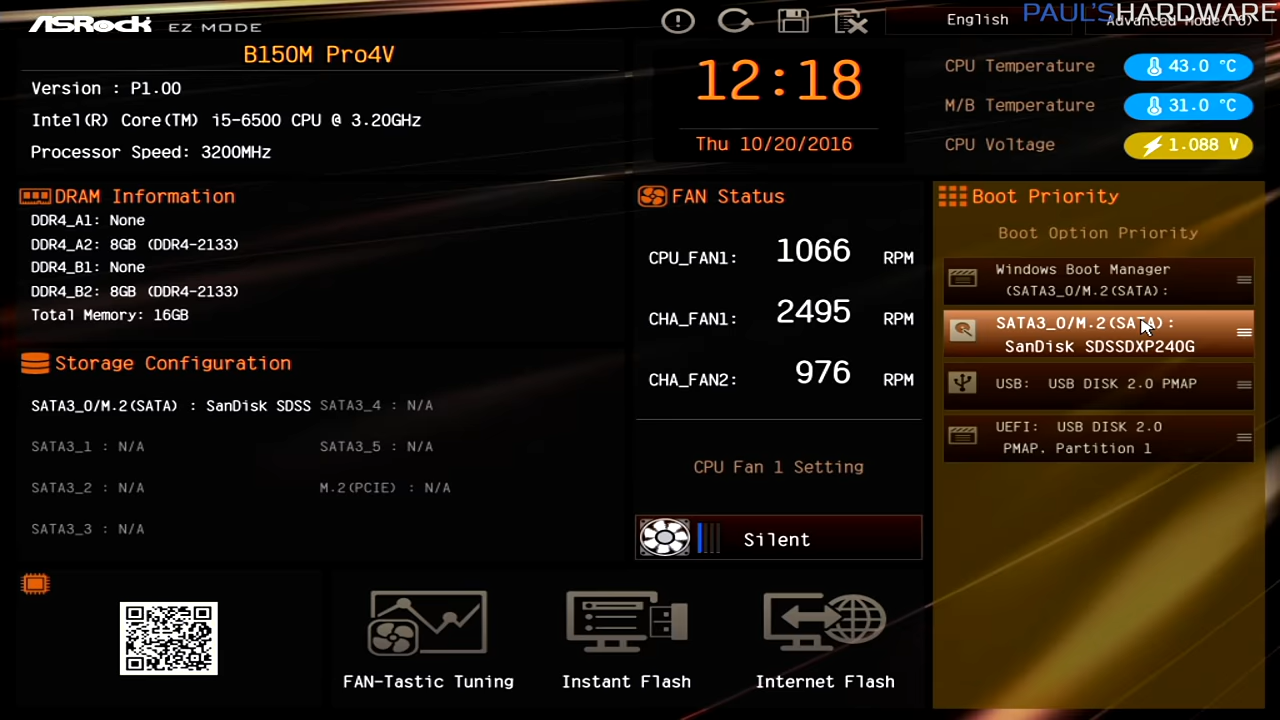 ASRock EZ MODE
English
PAUL'SHARDWARE
Advanced Mode(F6)
B150M Pro4V
Version : P1.00
Intel(R) Core(TM) i5-6500 CPU @ 3.20GHz
Processor Speed: 3200MHz
12:18
Thu 10/20/2016
CPU Temperature 43.0 °C
M/B Temperature 31.0 °C
CPU Voltage 1.088 V
DRAM Information
DDR4_A1: None
DDR4_A2: 8GB (DDR4-2133)
DDR4_B1: None
DDR4_B2: 8GB (DDR4-2133)
Total Memory: 16GB
Storage Configuration
SATA3_0/M.2(SATA) : SanDisk SDSS SATA3_4 : N/A
SATA3_1 : N/A SATA3_5 : N/A
SATA3_2 : N/A M.2(PCIE) : N/A
SATA3_3 : N/A
FAN Status
CPU_FAN1: 1066 RPM
CHA_FAN1: 2495 RPM
CHA_FAN2: 976 RPM
CPU Fan 1 Setting
Silent
Boot Priority
Boot Option Priority
Windows Boot Manager
(SATA3_0/M.2(SATA):
SATA3_0/M.2(SATA):
SanDisk SDSSDXP240G
USB: USB DISK 2.0 PMAP
UEFI: USB DISK 2.0
PMAP. Partition 1
FAN-Tastic Tuning
Instant Flash
Internet Flash